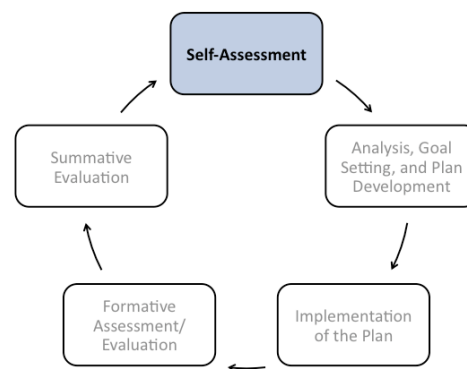 Self-Assessment
Analysis, Goal
Setting, and Plan
Development
Implementation
of the Plan
Formative
Assessment/
Evaluation
Summative
Evaluation